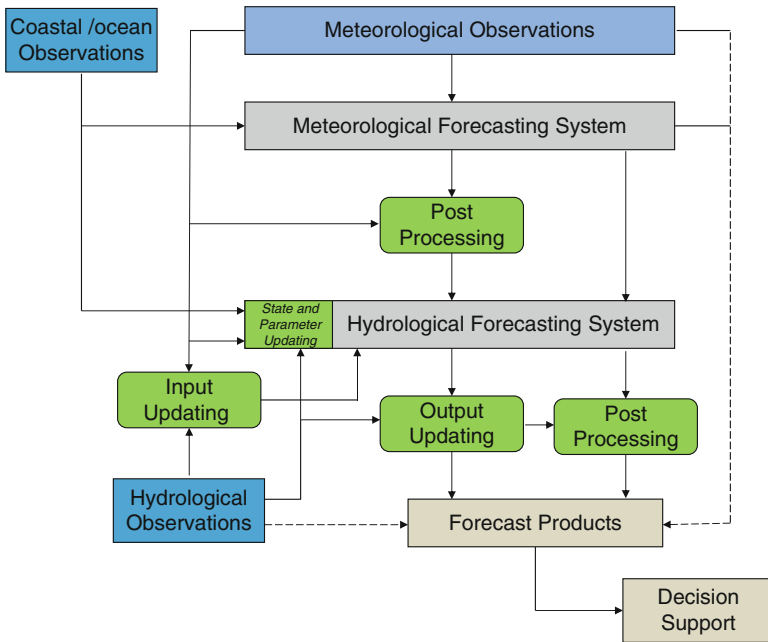 Coastal /ocean
Observations
Meteorological Observations
Meteorological Forecasting System
Post
Processing
State and
Parameter
Updating
Hydrological Forecasting System
Input
Updating
Output
Updating
Post
Processing
Hydrological
Observations
Forecast Products
Decision
Support